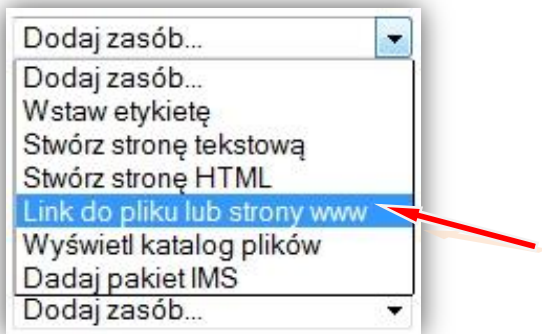 Dodaj zasób...
Dodaj zasób...
Wstaw etykietę
Stwórz stronę tekstową
Stwórz stronę HTML
Link do pliku lub strony www
Wyświetl katalog plików
Dadaj pakiet IMS
Dodaj zasób...